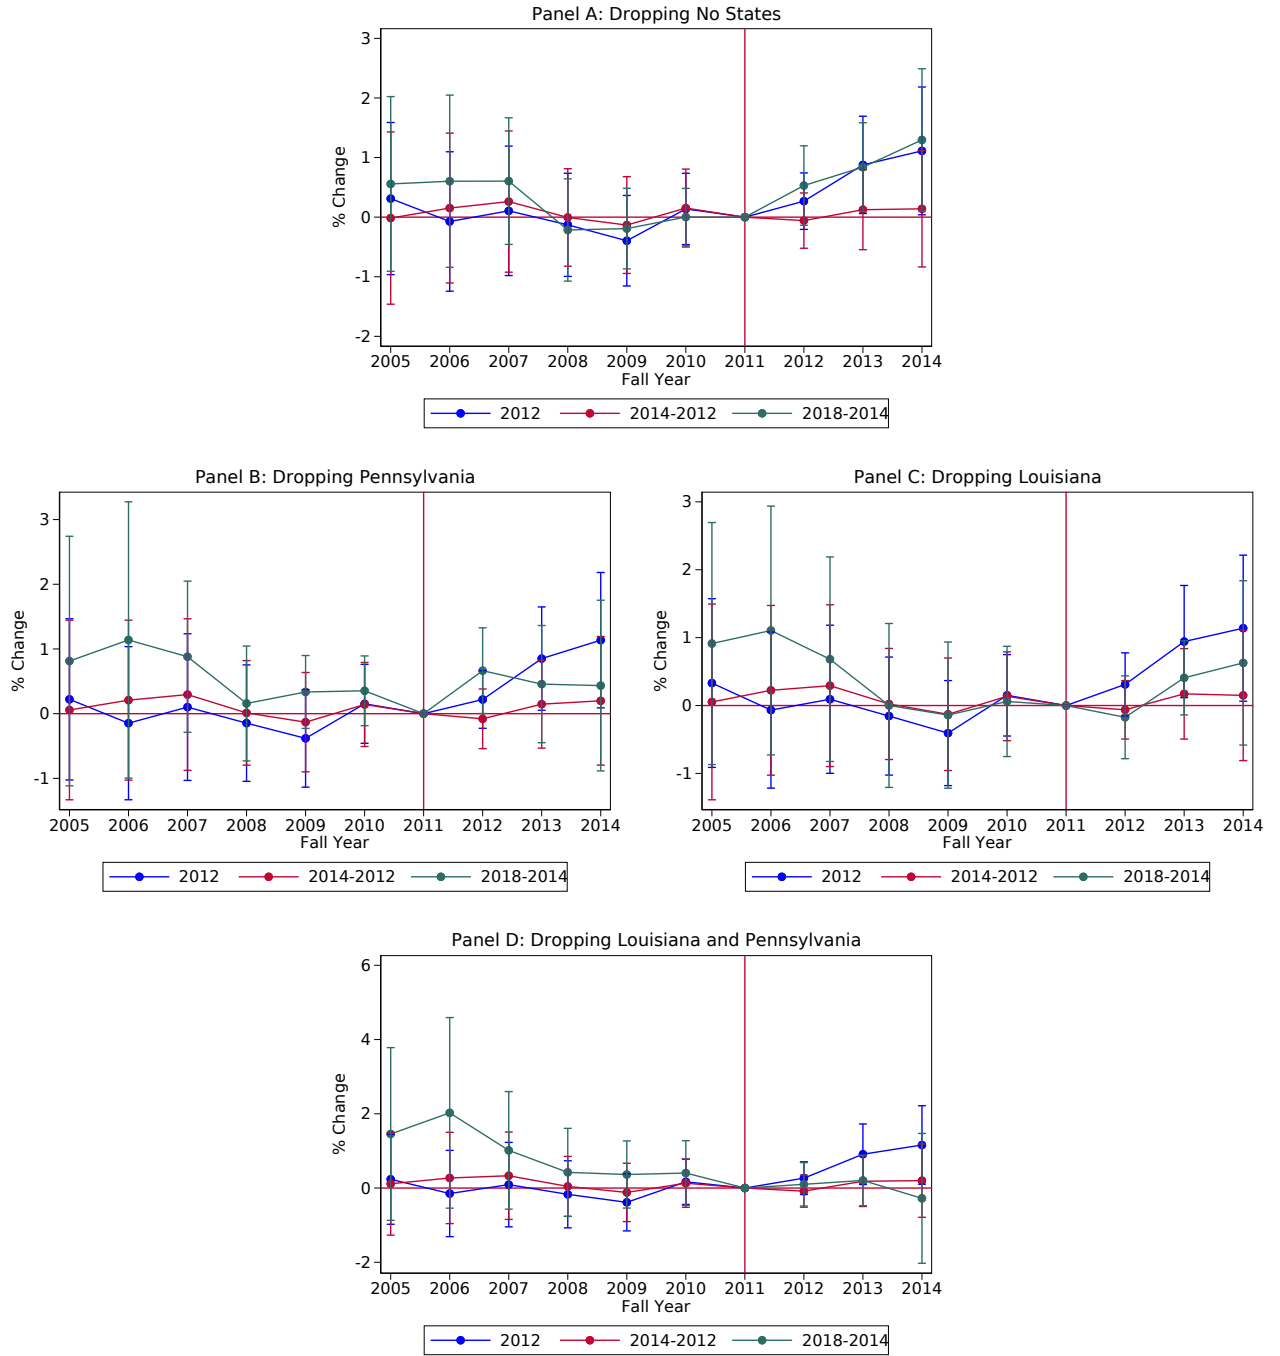 Panel A: Dropping No States
3
2
1
0
-1
-2
% Change
2005 2006 2007 2008 2009 2010 2011 2012 2013 2014
Fall Year
2012 2014-2012 2018-2014
Panel B: Dropping Pennsylvania
3
2
1
0
-1
% Change
2005 2006 2007 2008 2009 2010 2011 2012 2013 2014
Fall Year
2012 2014-2012 2018-2014
Panel C: Dropping Louisiana
3
2
1
0
-1
% Change
2005 2006 2007 2008 2009 2010 2011 2012 2013 2014
Fall Year
2012 2014-2012 2018-2014
Panel D: Dropping Louisiana and Pennsylvania
6
4
2
0
-2
% Change
2005 2006 2007 2008 2009 2010 2011 2012 2013 2014
Fall Year
2012 2014-2012 2018-2014